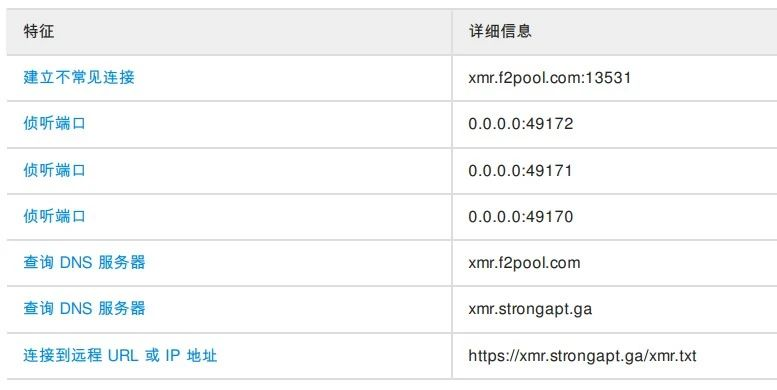 特征 详细信息
建立不常见连接 xmr.f2pool.com:13531
侦听端口 0.0.0.0:49172
侦听端口 0.0.0.0:49171
侦听端口 0.0.0.0:49170
查询 DNS 服务器 xmr.f2pool.com
查询 DNS 服务器 xmr.strongapt.ga
连接到远程 URL 或 IP 地址 https://xmr.strongapt.ga/xmr.txt